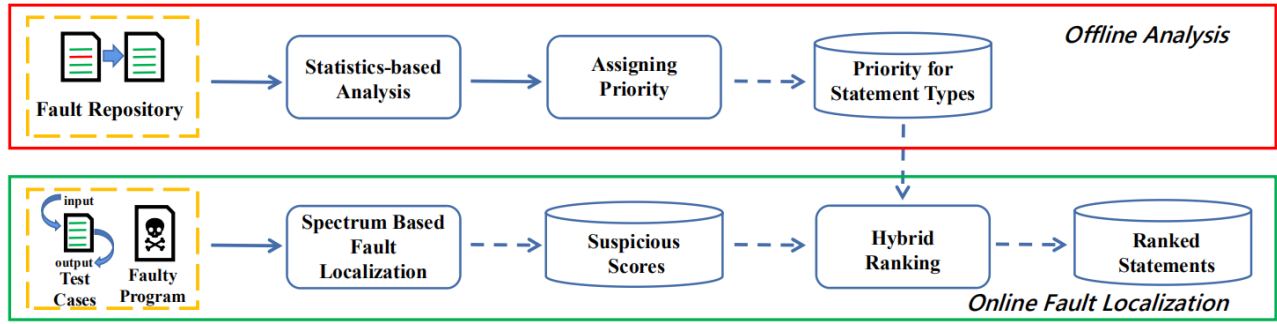 Offline Analysis
Fault Repository
Statistics-based
Analysis
Assigning
Priority
Priority for
Statement Types
input
output
Test
Cases
Faulty
Program
Spectrum Based
Fault
Localization
Suspicious
Scores
Hybrid
Ranking
Ranked
Statements
Online Fault Localization